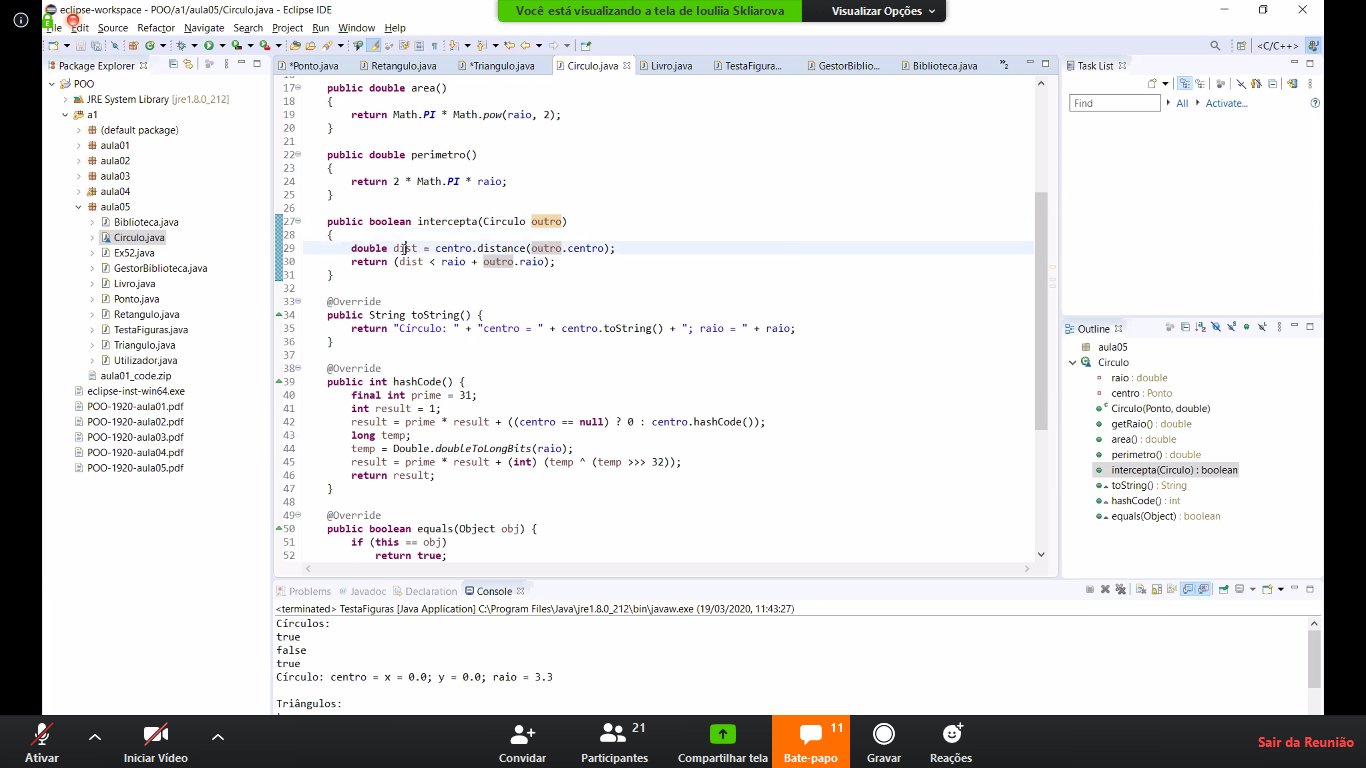 eclipse-workspace - POO/a1/aula05/Circulo.java - Eclipse IDE
Você está visualizando a tela de Iouliia Skliarova
Visualizar Opções
File Edit Source Refactor Navigate Search Project Run Window Help
<C/C++>
Package Explorer
POO
JRE System Library [jre1.8.0_212]
a1
(default package)
aula01
aula02
aula03
aula04
aula05
Biblioteca.java
Circulo.java
Ex52.java
GestorBiblioteca.java
Livro.java
Ponto.java
Retangulo.java
TestaFiguras.java
Triangulo.java
Utilizador.java
aula01_code.zip
eclipse-inst-win64.exe
POO-1920-aula01.pdf
POO-1920-aula02.pdf
POO-1920-aula03.pdf
POO-1920-aula04.pdf
POO-1920-aula05.pdf
*Ponto.java Retangulo.java *Triangulo.java Circulo.java Livro.java TestaFigura... GestorBiblio... Biblioteca.java »2
16
17 public double area()
18 {
19 return Math.PI * Math.pow(raio, 2);
20 }
21
22 public double perimetro()
23 {
24 return 2 * Math.PI * raio;
25 }
26
27 public boolean intercepta(Circulo outro)
28 {
29 double dist = centro.distance(outro.centro);
30 return (dist < raio + outro.raio);
31 }
32
33 @Override
34 public String toString() {
35 return "Círculo: " + "centro = " + centro.toString() + "; raio = " + raio;
36 }
37
38 @Override
39 public int hashCode() {
40 final int prime = 31;
41 int result = 1;
42 result = prime * result + ((centro == null) ? 0 : centro.hashCode());
43 long temp;
44 temp = Double.doubleToLongBits(raio);
45 result = prime * result + (int) (temp ^ (temp >>> 32));
46 return result;
47 }
48
49 @Override
50 public boolean equals(Object obj) {
51 if (this == obj)
52 return true;
Task List
Find All Activate...
Outline
aula05
Circulo
raio : double
centro : Ponto
Circulo(Ponto, double)
getRaio() : double
area() : double
perimetro() : double
intercepta(Circulo) : boolean
toString() : String
hashCode() : int
equals(Object) : boolean
Problems Javadoc Declaration Console
<terminated> TestaFiguras [Java Application] C:\Program Files\Java\jre1.8.0_212\bin\javaw.exe (19/03/2020, 11:43:27)
Círculos:
true
false
true
Círculo: centro = x = 0.0; y = 0.0; raio = 3.3
Triângulos:
Ativar
Iniciar Vídeo
Convidar
Participantes 21
Compartilhar tela
Bate-papo 11
Gravar
Reações
Sair da Reunião